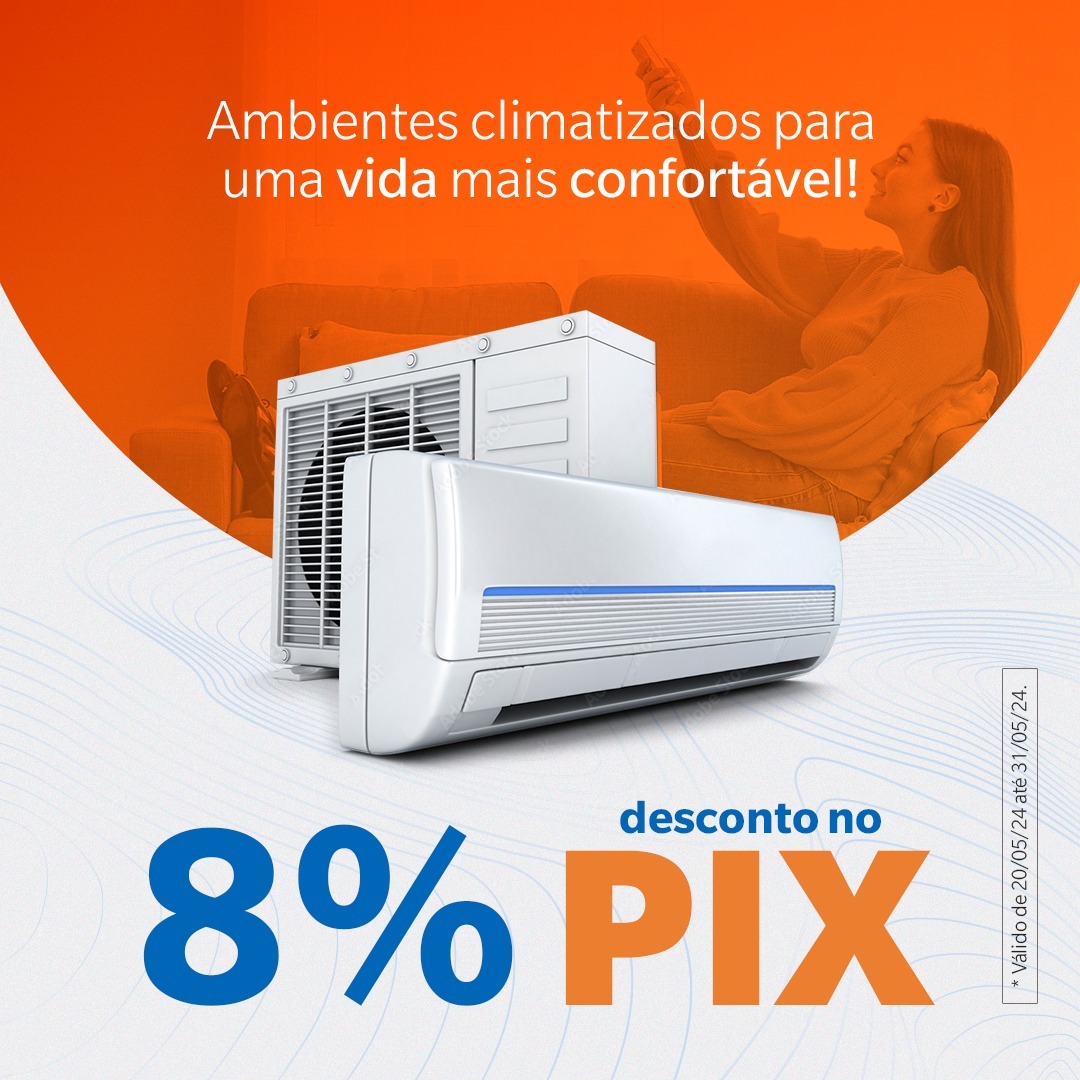 Ambientes climatizados para
uma vida mais confortável!
desconto no
8% PIX
* Válido de 20/05/24 até 31/05/24.